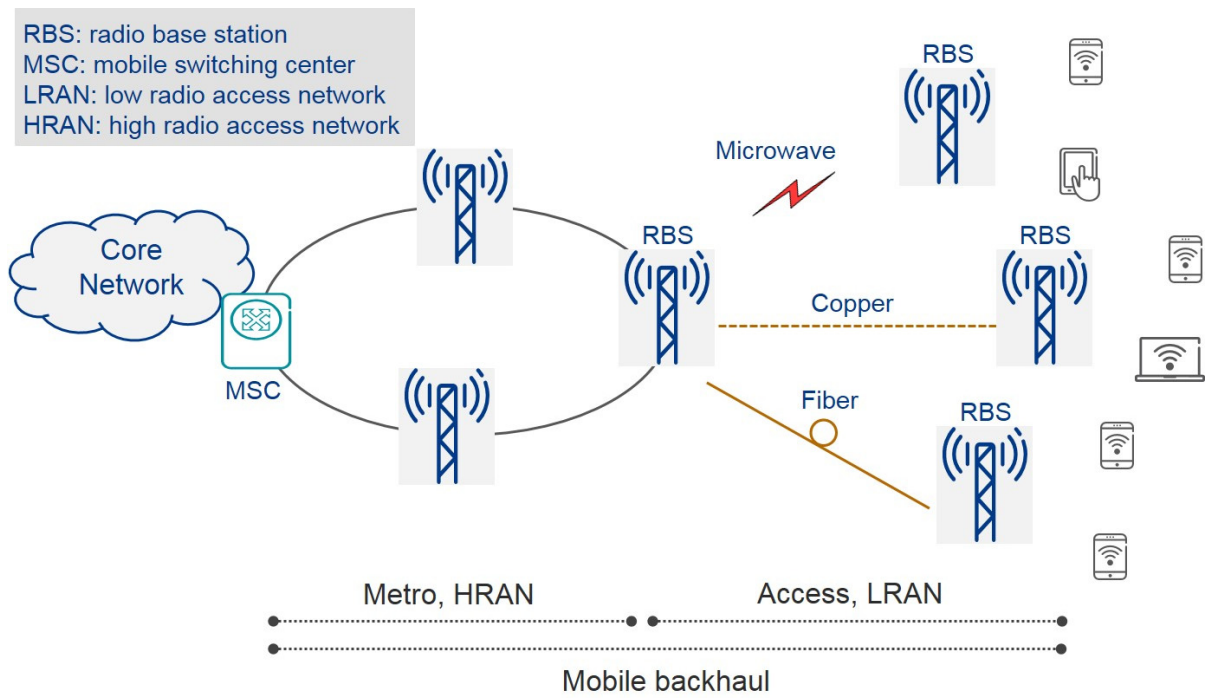 RBS: radio base station
MSC: mobile switching center
LRAN: low radio access network
HRAN: high radio access network
RBS
Microwave
Core
Network
RBS
RBS
Copper
MSC
Fiber
RBS
Metro, HRAN
Access, LRAN
Mobile backhaul